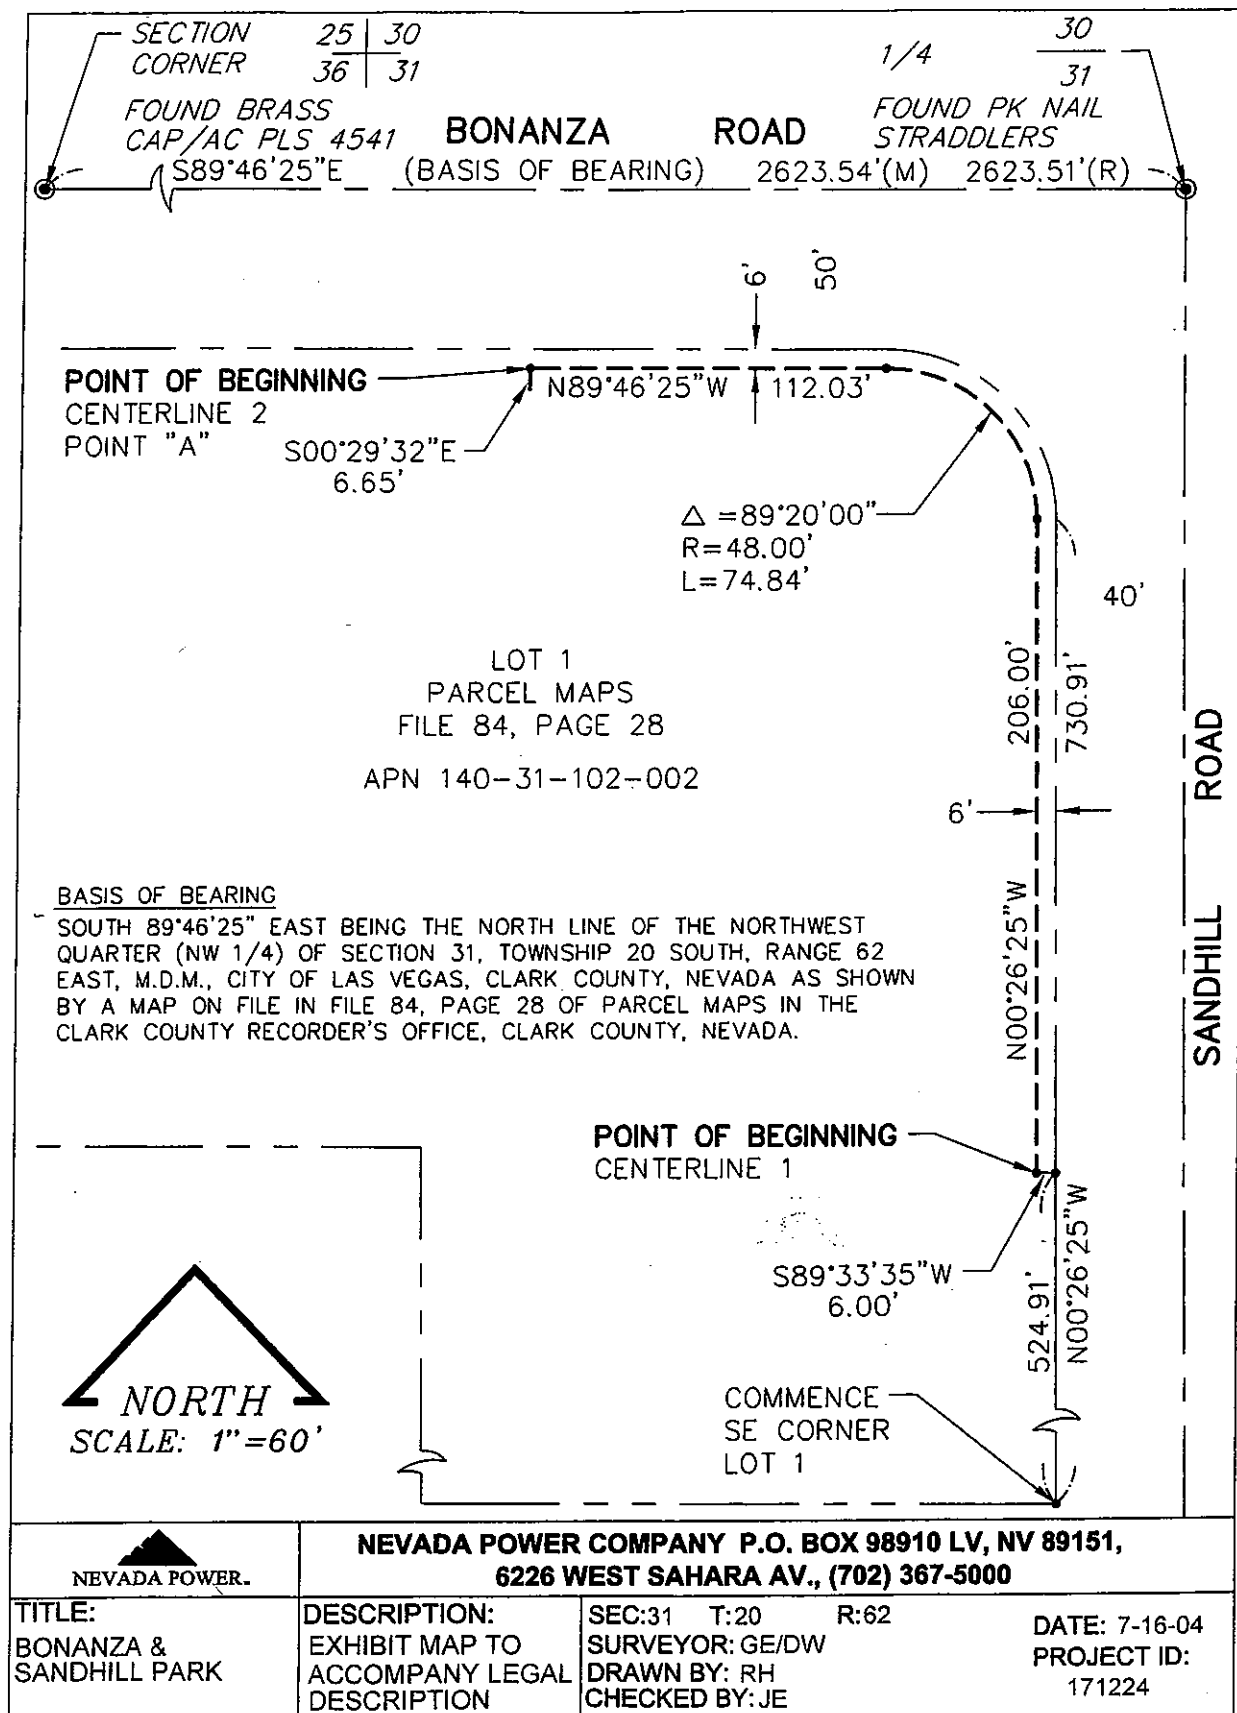 SECTION
CORNER
25 30
36 31
1/4
30
31
FOUND BRASS
CAP/AC PLS 4541
BONANZA ROAD
FOUND PK NAIL
STRADDLERS
S89°46'25"E (BASIS OF BEARING) 2623.54'(M) 2623.51'(R)
6'
50'
POINT OF BEGINNING
CENTERLINE 2
POINT "A"
N89°46'25"W 112.03'
S00°29'32"E
6.65'
△ =89°20'00"
R=48.00'
L=74.84'
40'
206.00'
730.91'
LOT 1
PARCEL MAPS
FILE 84, PAGE 28
APN 140-31-102-002
SANDHILL ROAD
6'
N00°26'25"W
BASIS OF BEARING
SOUTH 89°46'25" EAST BEING THE NORTH LINE OF THE NORTHWEST
QUARTER (NW 1/4) OF SECTION 31, TOWNSHIP 20 SOUTH, RANGE 62
EAST, M.D.M., CITY OF LAS VEGAS, CLARK COUNTY, NEVADA AS SHOWN
BY A MAP ON FILE IN FILE 84, PAGE 28 OF PARCEL MAPS IN THE
CLARK COUNTY RECORDER'S OFFICE, CLARK COUNTY, NEVADA.
POINT OF BEGINNING
CENTERLINE 1
S89°33'35"W
6.00'
524.91'
N00°26'25"W
NORTH
SCALE: 1"=60'
COMMENCE
SE CORNER
LOT 1
NEVADA POWER.
NEVADA POWER COMPANY P.O. BOX 98910 LV, NV 89151,
6226 WEST SAHARA AV., (702) 367-5000
TITLE:
BONANZA &
SANDHILL PARK
DESCRIPTION:
EXHIBIT MAP TO
ACCOMPANY LEGAL
DESCRIPTION
SEC:31 T:20 R:62
SURVEYOR: GE/DW
DRAWN BY: RH
CHECKED BY: JE
DATE: 7-16-04
PROJECT ID:
171224